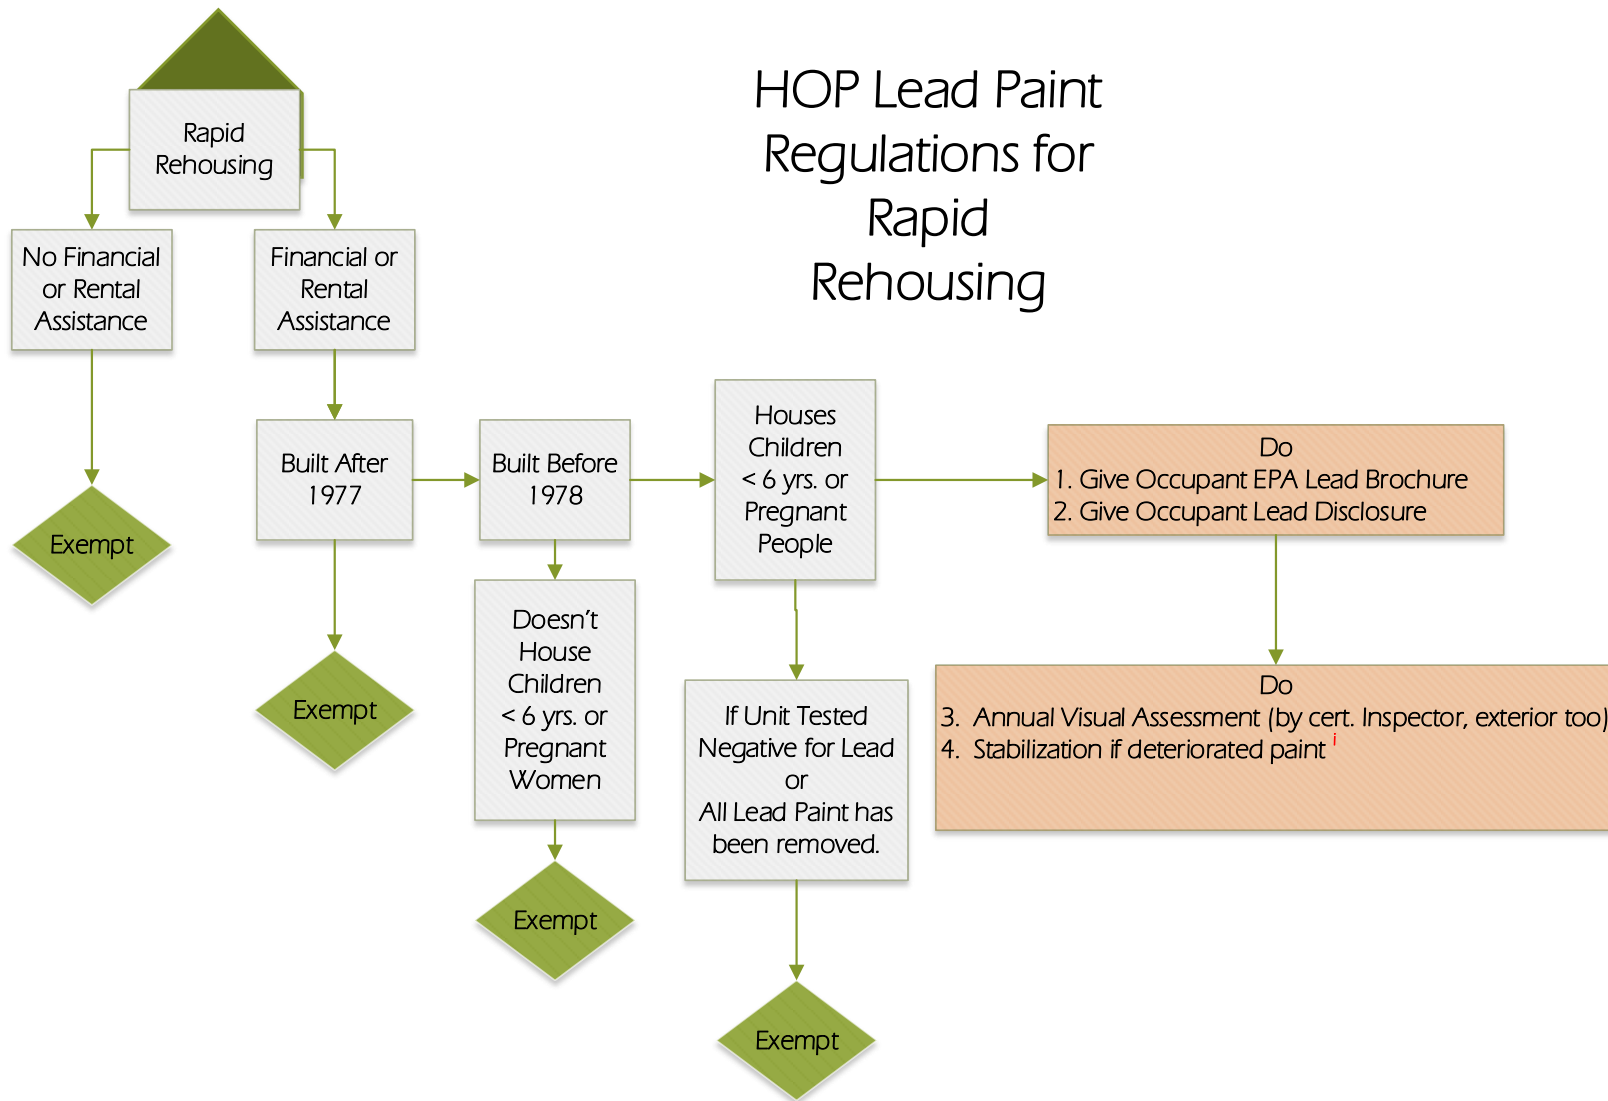 HOP Lead Paint
Regulations for
Rapid
Rehousing
Rapid
Rehousing
No Financial
or Rental
Assistance
Financial or
Rental
Assistance
Exempt
Built After
1977
Exempt
Built Before
1978
Doesn't
House
Children
< 6 yrs. or
Pregnant
Women
Exempt
Houses
Children
< 6 yrs. or
Pregnant
People
If Unit Tested
Negative for Lead
or
All Lead Paint has
been removed.
Exempt
Do
1. Give Occupant EPA Lead Brochure
2. Give Occupant Lead Disclosure
Do
3. Annual Visual Assessment (by cert. Inspector, exterior too)
4. Stabilization if deteriorated paint i